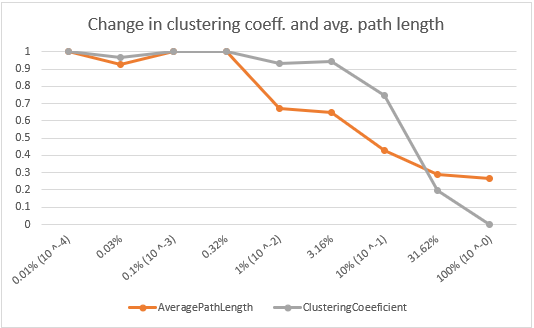 Change in clustering coeff. and avg. path length
1
0.9
0.8
0.7
0.6
0.5
0.4
0.3
0.2
0.1
0
0.01% (10 ^-4)
0.03%
0.1% (10 ^-3)
0.32%
1% (10 ^-2)
3.16%
10% (10 ^-1)
31.62%
100% (10 ^-0)
AveragePathLength
ClusteringCoeeficient